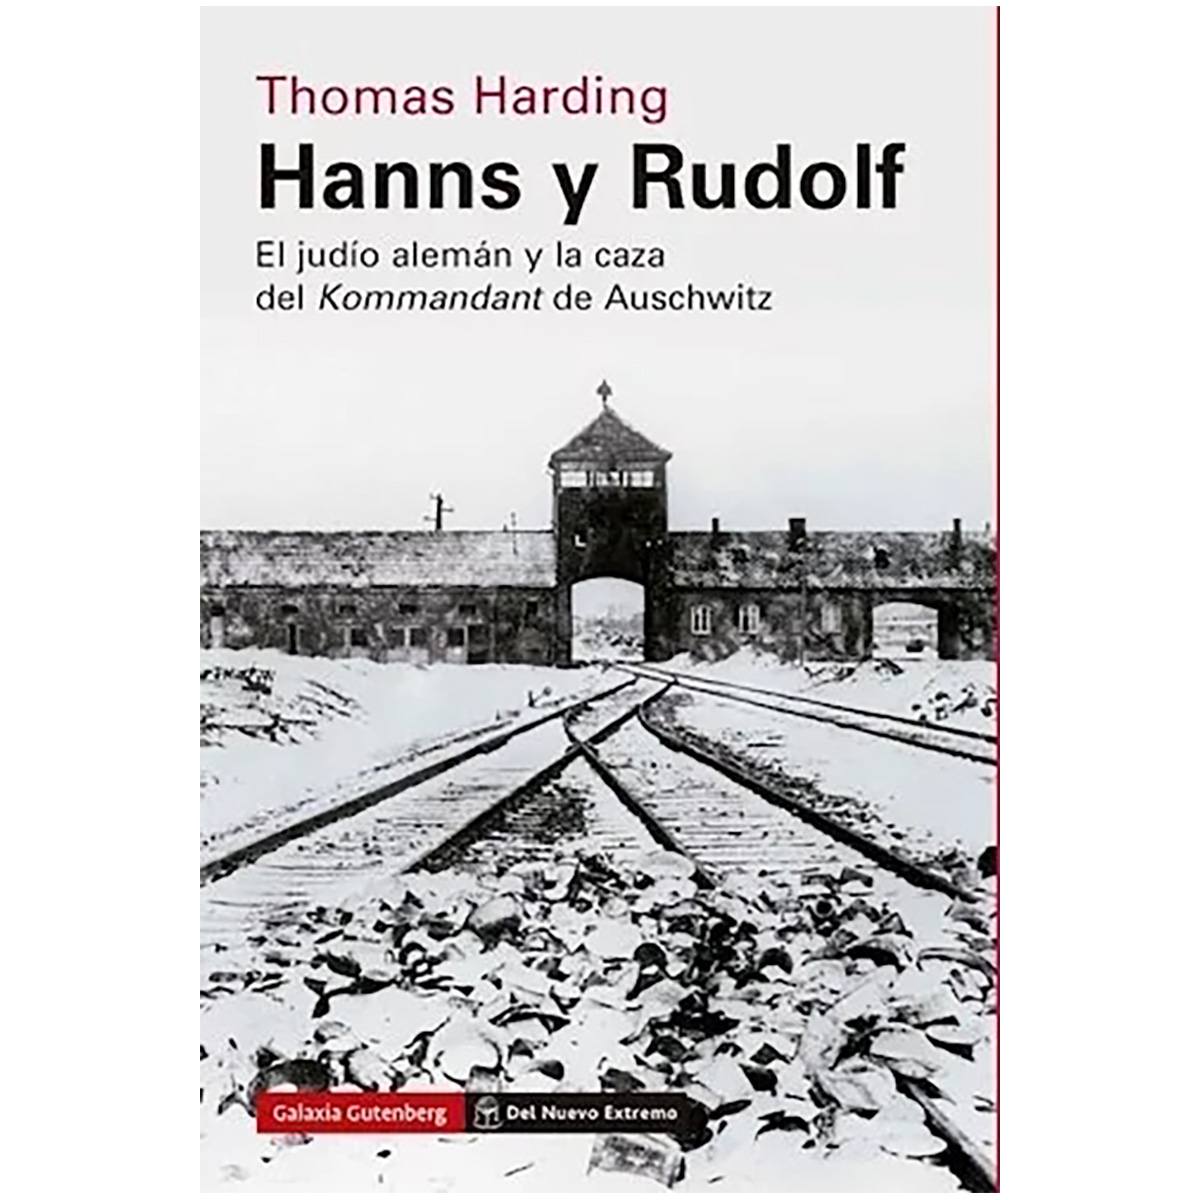 Thomas Harding
Hanns y Rudolf
El judío alemán y la caza
del Kommandant de Auschwitz
Galaxia Gutenberg
Del Nuevo Extremo